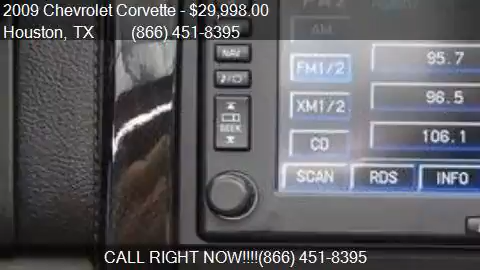 2009 Chevrolet Corvette - $29,998.00
Houston, TX (866) 451-8395
AM
NAV
FM1/2
95.7
XM1/2
96.5
SEEK
CD
106.1
SCAN RDS INFO
CALL RIGHT NOW!!!!(866) 451-8395